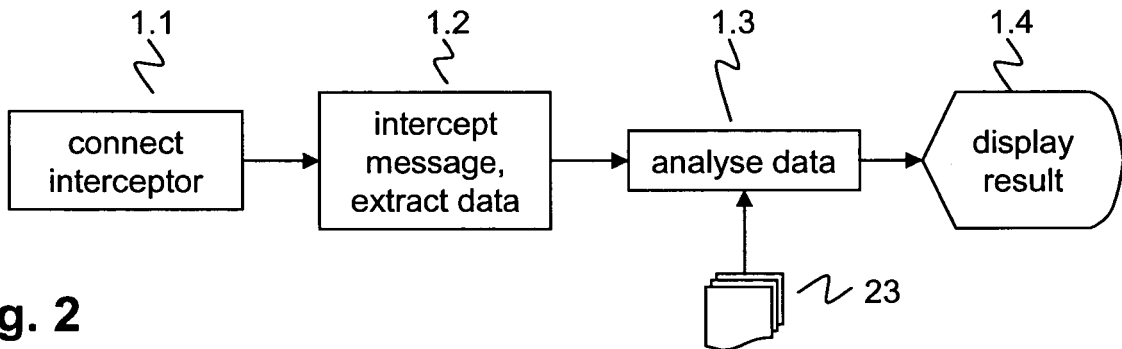 1.1
1.2
1.3
1.4
connect
interceptor
intercept
message,
extract data
analyse data
display
result
23
g. 2